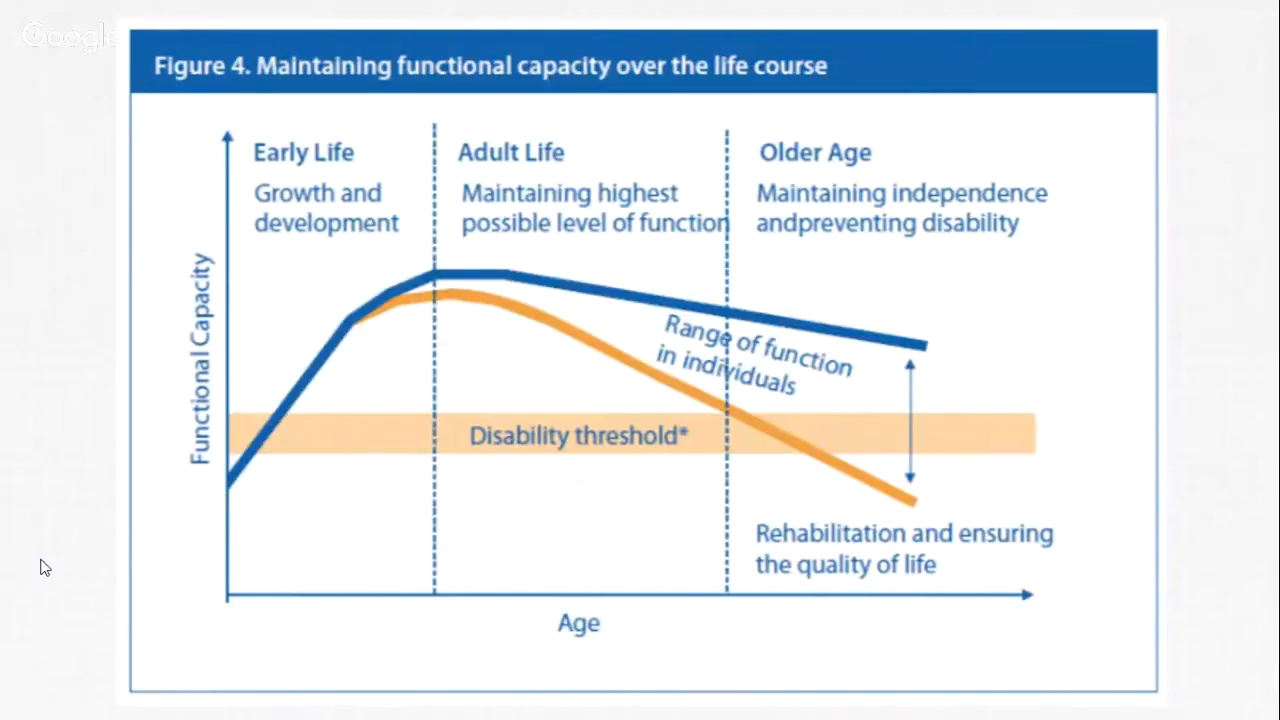 Google
Figure 4. Maintaining functional capacity over the life course
Early Life
Growth and
development
Adult Life
Maintaining highest
possible level of function
Older Age
Maintaining independence
andpreventing disability
Functional Capacity
Range of function
in individuals
Disability threshold*
Rehabilitation and ensuring
the quality of life
Age